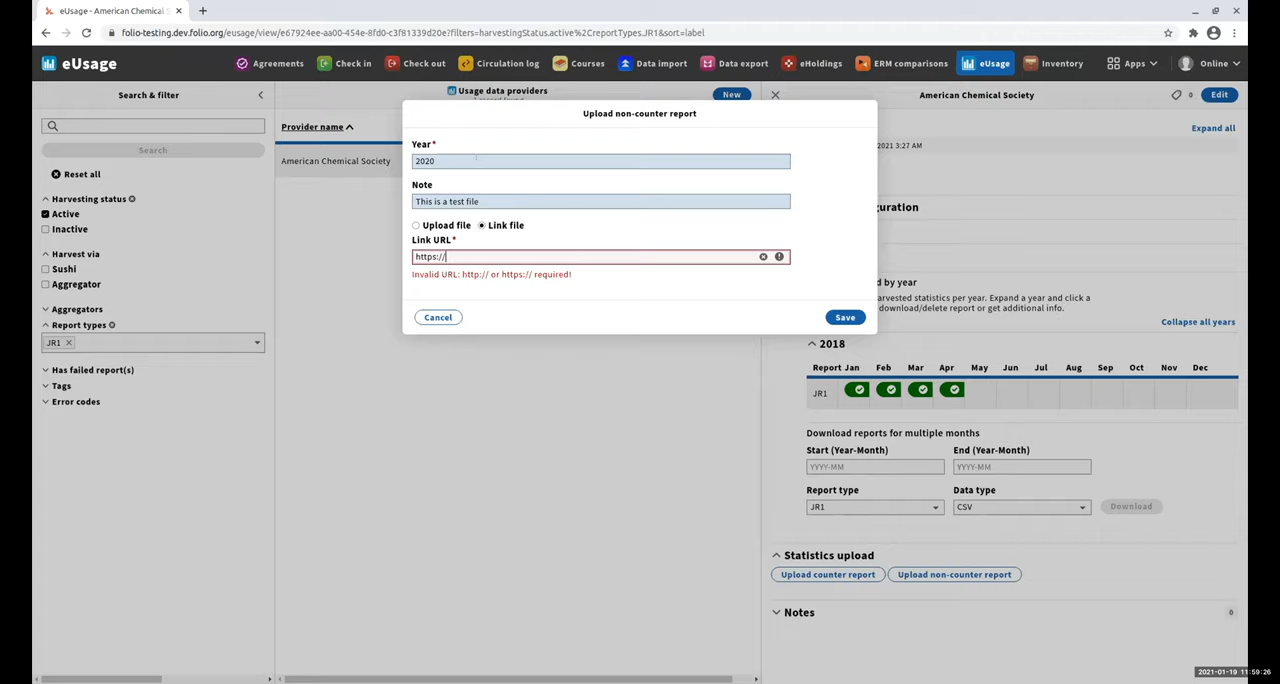 eUsage - American Chemical S
folio-testing.dev.folio.org/eusage/view/e67924ee-aa00-454e-8fd0-c3f81339d20e?filters=harvestingStatus.active%2CreportTypes.JR1&sort=label
eUsage
Agreements
Check in
Check out
Circulation log
Courses
Data import
Data export
eHoldings
ERM comparisons
eUsage
Inventory
Apps
Online
Search & filter
Usage data providers
New
American Chemical Society
0
Edit
Search
Reset all
Harvesting status
Active
Inactive
Harvest via
Sushi
Aggregator
Aggregators
Report types
JR1
Has failed report(s)
Tags
Error codes
Provider name
American Chemical Society
Upload non-counter report
Year*
2020
Note
This is a test file
Upload file
Link file
Link URL*
https://
Invalid URL: http:// or https:// required!
Cancel
Save
Expand all
2021 3:27 AM
guration
d by year
arvested statistics per year. Expand a year and click a
download/delete report or get additional info.
Collapse all years
2018
Report Jan Feb Mar Apr May Jun Jul Aug Sep Oct Nov Dec
JR1
Download reports for multiple months
Start (Year-Month)
End (Year-Month)
YYYY-MM
YYYY-MM
Report type
Data type
JR1
CSV
Download
Statistics upload
Upload counter report
Upload non-counter report
Notes
0
2021-01-19 11:59:26